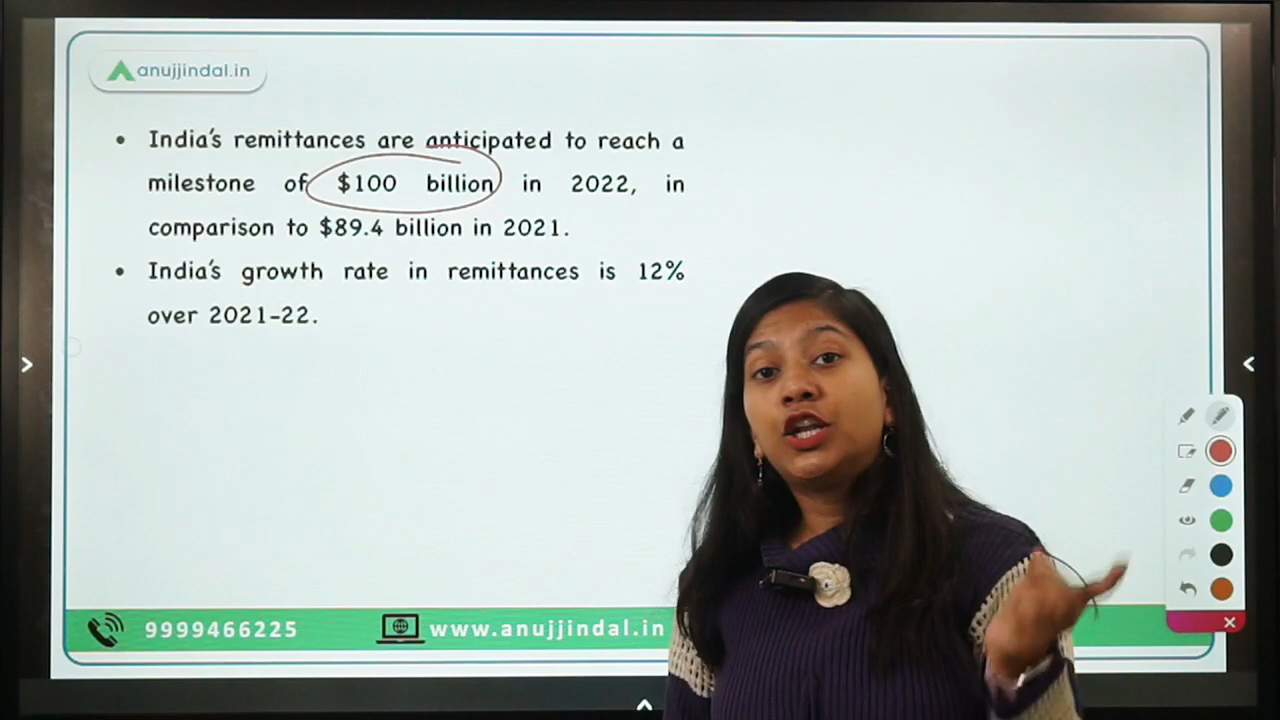 anujjindal.in
• India's remittances are anticipated to reach a
milestone of $100 billion in 2022, in
comparison to $89.4 billion in 2021.
• India's growth rate in remittances is 12%
over 2021-22.
9999466225
www.anujjindal.in